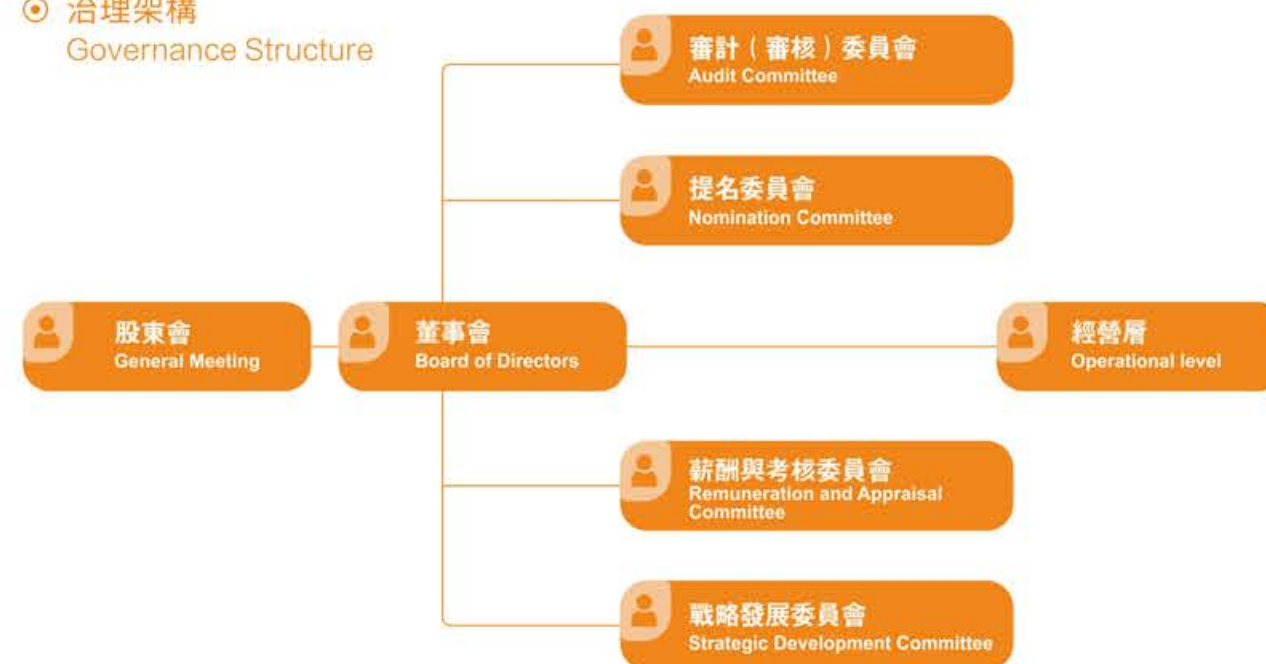 治理架構
Governance Structure
審計（審核）委員會
Audit Committee
提名委員會
Nomination Committee
股東會
General Meeting
董事會
Board of Directors
經營層
Operational level
薪酬與考核委員會
Remuneration and Appraisal
Committee
戰略發展委員會
Strategic Development Committee